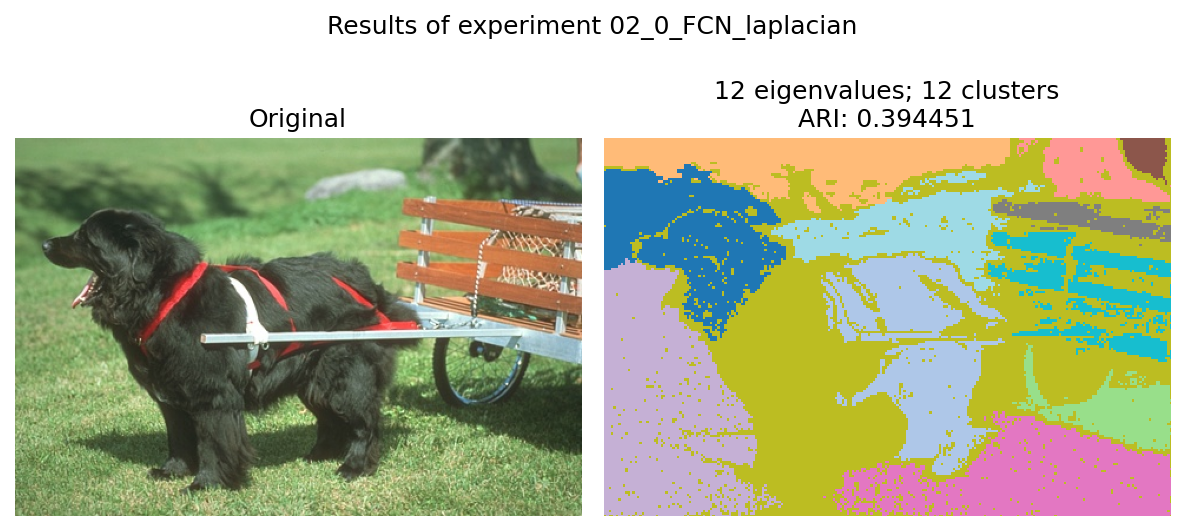 Results of experiment 02_0_FCN_laplacian
Original
12 eigenvalues; 12 clusters
ARI: 0.394451